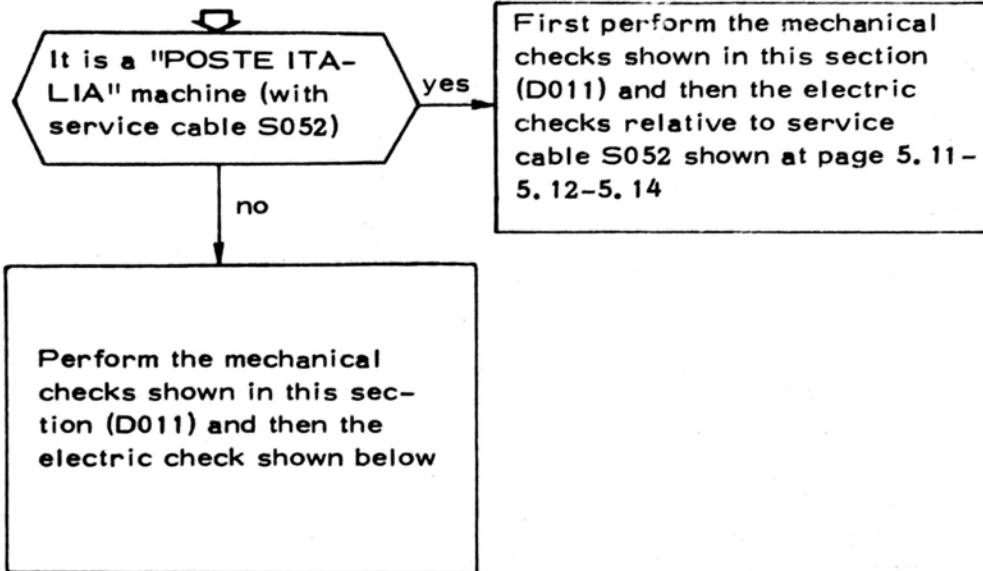 It is a "POSTE ITA-
LIA" machine (with
service cable S052)
yes
First perform the mechanical
checks shown in this section
(D011) and then the electric
checks relative to service
cable S052 shown at page 5.11-
5.12-5.14
no
Perform the mechanical
checks shown in this sec-
tion (D011) and then the
electric check shown below